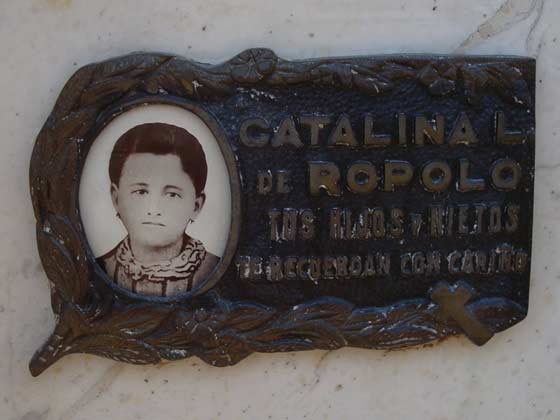 CATALINA L
DE ROPOLO
TUS HIJOS Y NIETOS
TE RECUERDAN CON CARIÑO